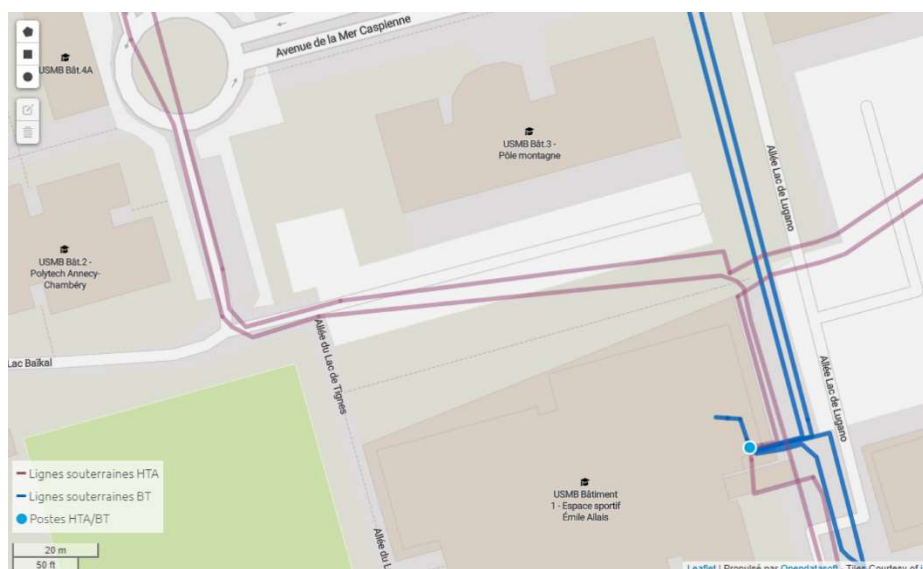 Avenue de la Mer Caspienne
USMB Bât.4A
USMB Bât.3 -
Pôle montagne
Allée Lac de Lugano
USMB Bât.2 -
Polytech Annecy-
Chambéry
Lac Baïkal
Allée du Lac de Tignes
Allée Lac de Lugano
Lignes souterraines HTA
Lignes souterraines BT
Postes HTA/BT
USMB Bâtiment
1 - Espace sportif
Émile Allais
Allée du L
20 m
50 ft
Leaflet | Propulsé par Opendatasoft - Tiles Courtesy of